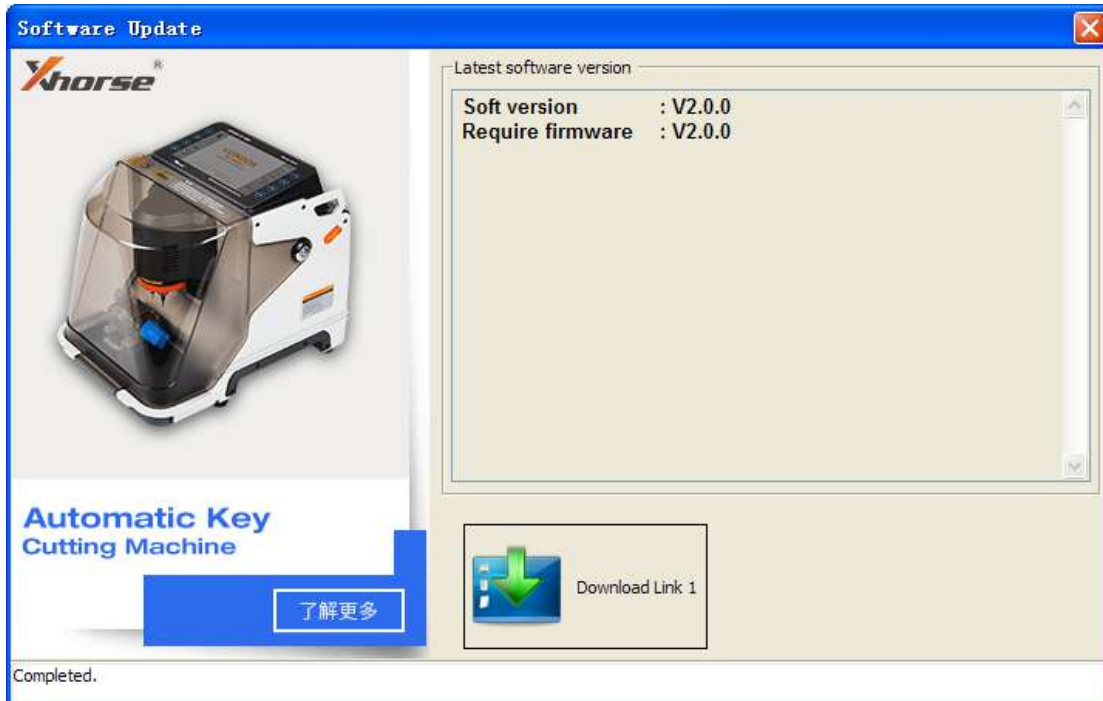 Software Update
Xhorse®
Latest software version
Soft version : V2.0.0
Require firmware : V2.0.0
Automatic Key
Cutting Machine
了解更多
Download Link 1
Completed.